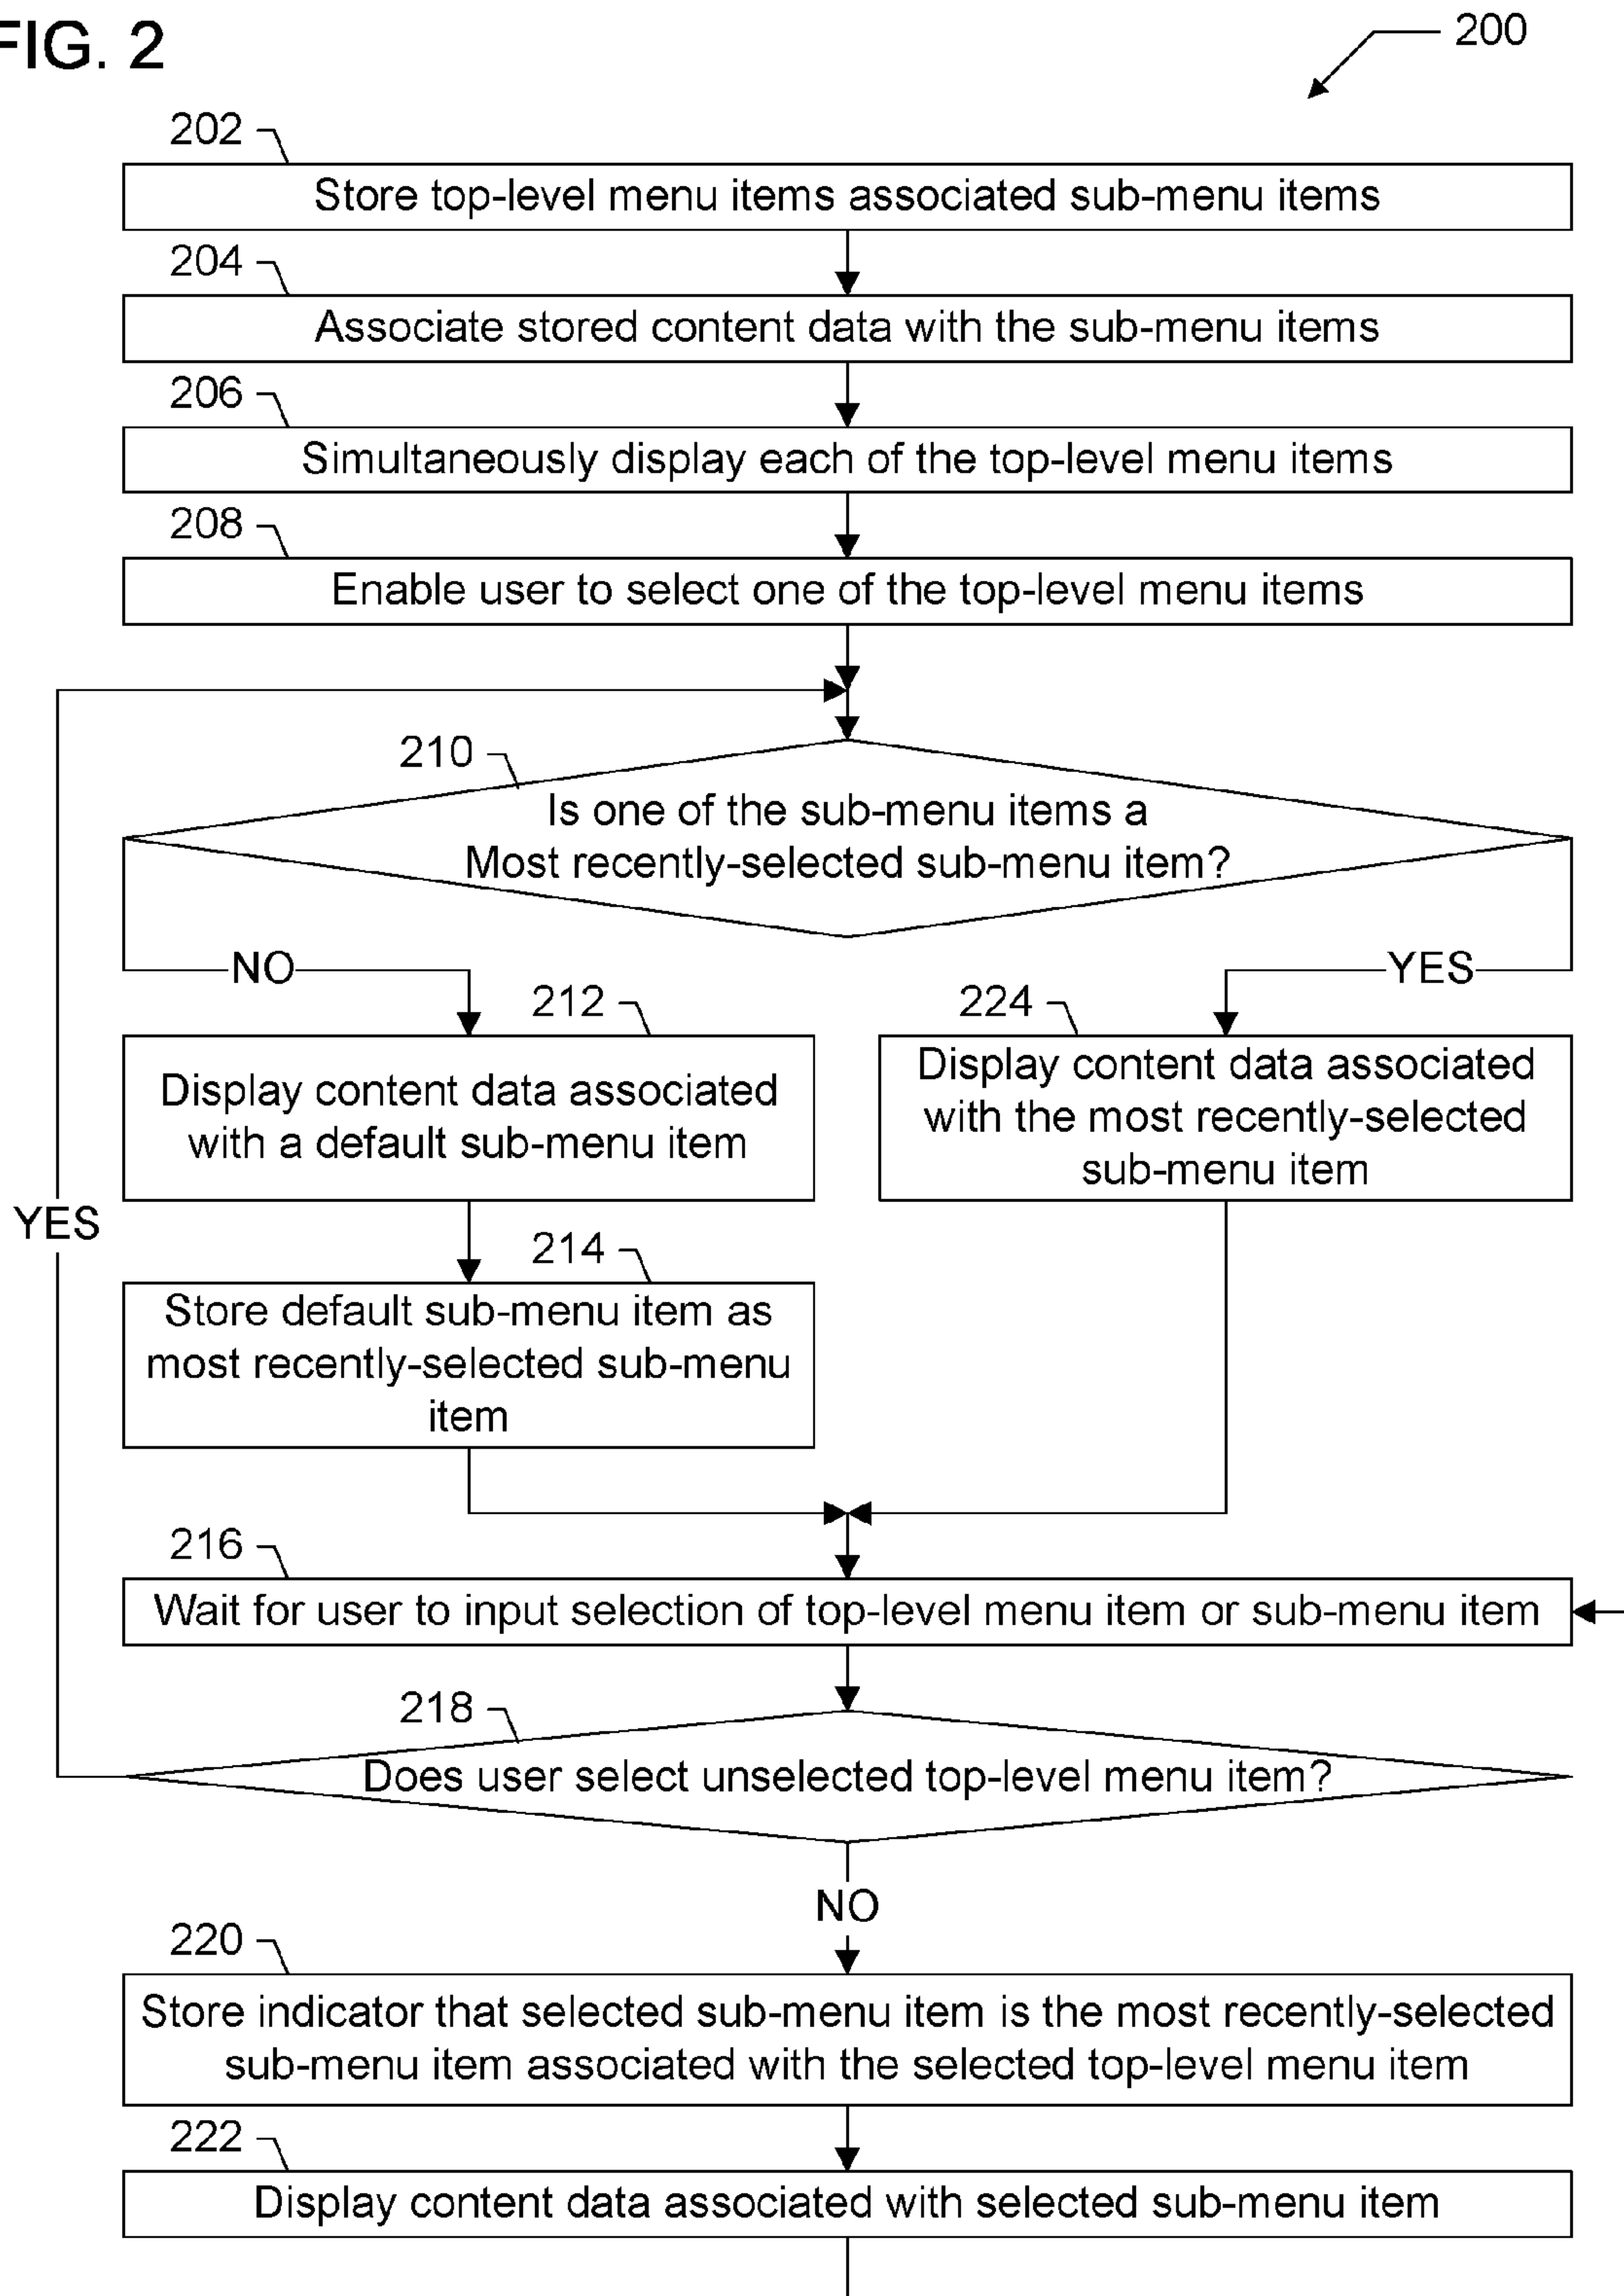 FIG. 2
200
202
Store top-level menu items associated sub-menu items
204
Associate stored content data with the sub-menu items
206
Simultaneously display each of the top-level menu items
208
Enable user to select one of the top-level menu items
210
Is one of the sub-menu items a
Most recently-selected sub-menu item?
NO
YES
212
Display content data associated
with a default sub-menu item
224
Display content data associated
with the most recently-selected
sub-menu item
YES
214
Store default sub-menu item as
most recently-selected sub-menu
item
216
Wait for user to input selection of top-level menu item or sub-menu item
218
Does user select unselected top-level menu item?
NO
220
Store indicator that selected sub-menu item is the most recently-selected
sub-menu item associated with the selected top-level menu item
222
Display content data associated with selected sub-menu item